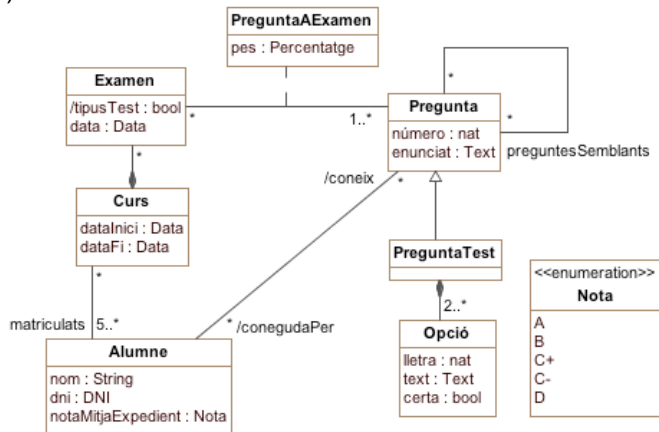 )
PreguntaAExamen
pes : Percentatge
Examen
/tipusTest : bool
data : Data
*
1..*
Pregunta
número : nat
enunciat : Text
*
*
preguntesSemblants
*
Curs
dataInici : Data
dataFi : Data
*
matriculats
5..*
/coneix
*
*
/conegudaPer
Alumne
nom : String
dni : DNI
notaMitjaExpedient : Nota
PreguntaTest
2..*
Opció
lletra : nat
text : Text
certa : bool
<<enumeration>>
Nota
A
B
C+
C-
D